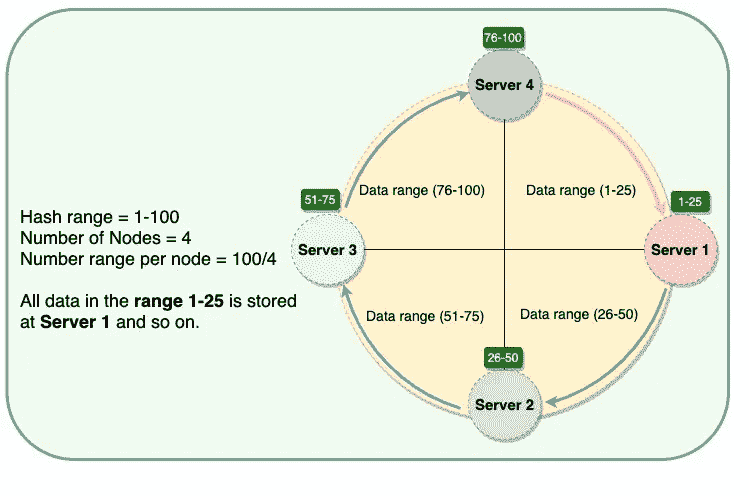 76-100
Server 4
Data range (76-100)
Data range (1-25)
51-75
1-25
Hash range = 1-100
Number of Nodes = 4
Number range per node = 100/4
Server 3
Server 1
All data in the range 1-25 is stored
at Server 1 and so on.
Data range (51-75)
Data range (26-50)
26-50
Server 2